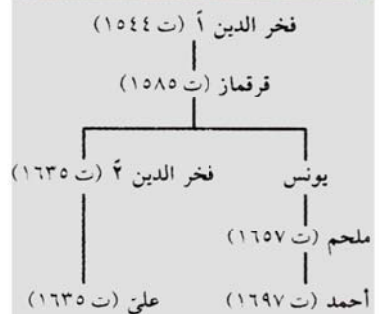 فخر الدين أ (ت ١٥٤٤)
قرقماز (ت ١٥٨٥)
يونس
فخر الدين ٢ (ت ١٦٣٥)
ملحم (ت ١٦٥٧)
أحمد (ت ١٦٩٧)
عليّ (ت ١٦٣٥)